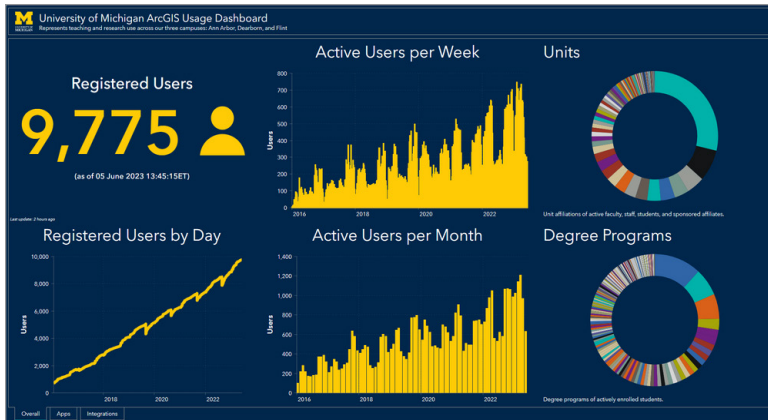 University of Michigan ArcGIS Usage Dashboard
Represents teaching and research use across our three campuses: Ann Arbor, Dearborn, and Flint
Registered Users
9,775
(as of 05 June 2023 13:45:15ET)
Last update: 2 hours ago
Active Users per Week
Users
800
700
600
500
400
300
200
100
0
2016
2018
2020
2022
Units
Unit affiliations of active faculty, staff, students, and sponsored affiliates.
Registered Users by Day
Users
10,000
8,000
6,000
4,000
2,000
0
2018
2020
2022
Active Users per Month
Users
1,400
1,200
1,000
800
600
400
200
0
2016
2018
2020
2022
Degree Programs
Degree programs of actively enrolled students.
Overall
Apps
Integrations